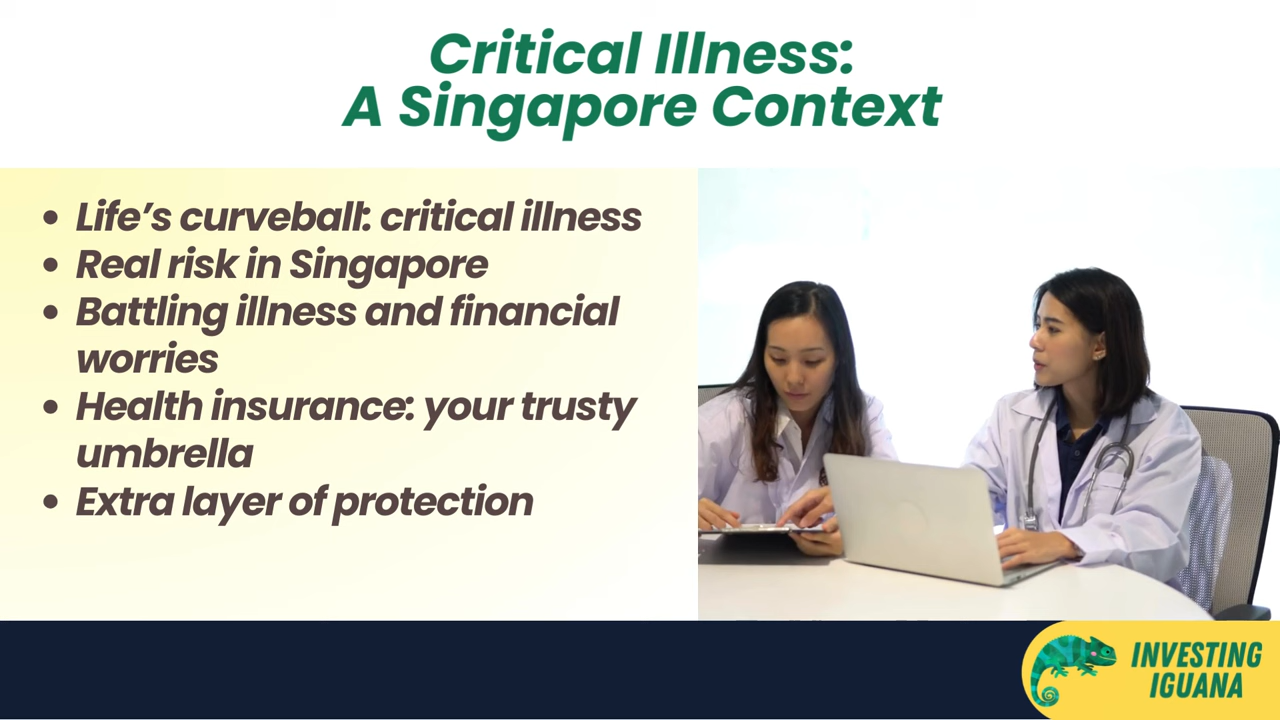 Critical Illness:
A Singapore Context
• Life’s curveball: critical illness
• Real risk in Singapore
• Battling illness and financial
worries
• Health insurance: your trusty
umbrella
• Extra layer of protection
INVESTING
IGUANA